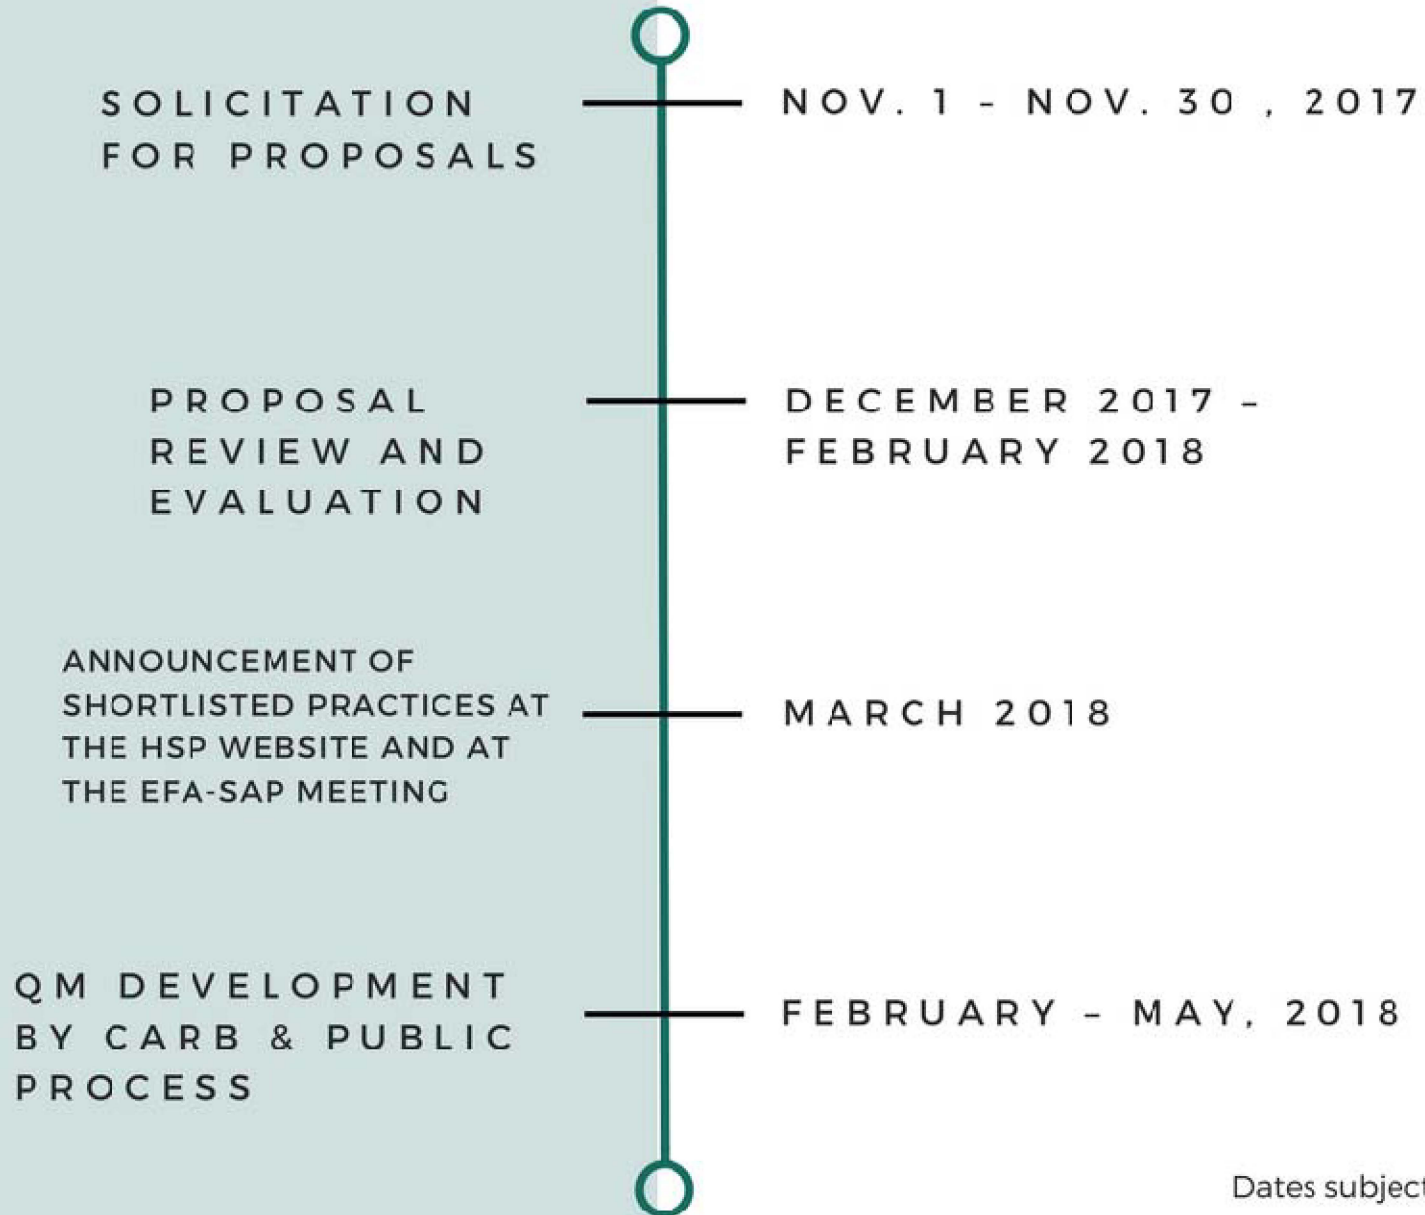 SOLICITATION
FOR PROPOSALS
NOV. 1 - NOV. 30 , 2017
PROPOSAL
REVIEW AND
EVALUATION
DECEMBER 2017 –
FEBRUARY 2018
ANNOUNCEMENT OF
SHORTLISTED PRACTICES AT
THE HSP WEBSITE AND AT
THE EFA-SAP MEETING
MARCH 2018
QM DEVELOPMENT
BY CARB & PUBLIC
PROCESS
FEBRUARY – MAY, 2018
Dates subject